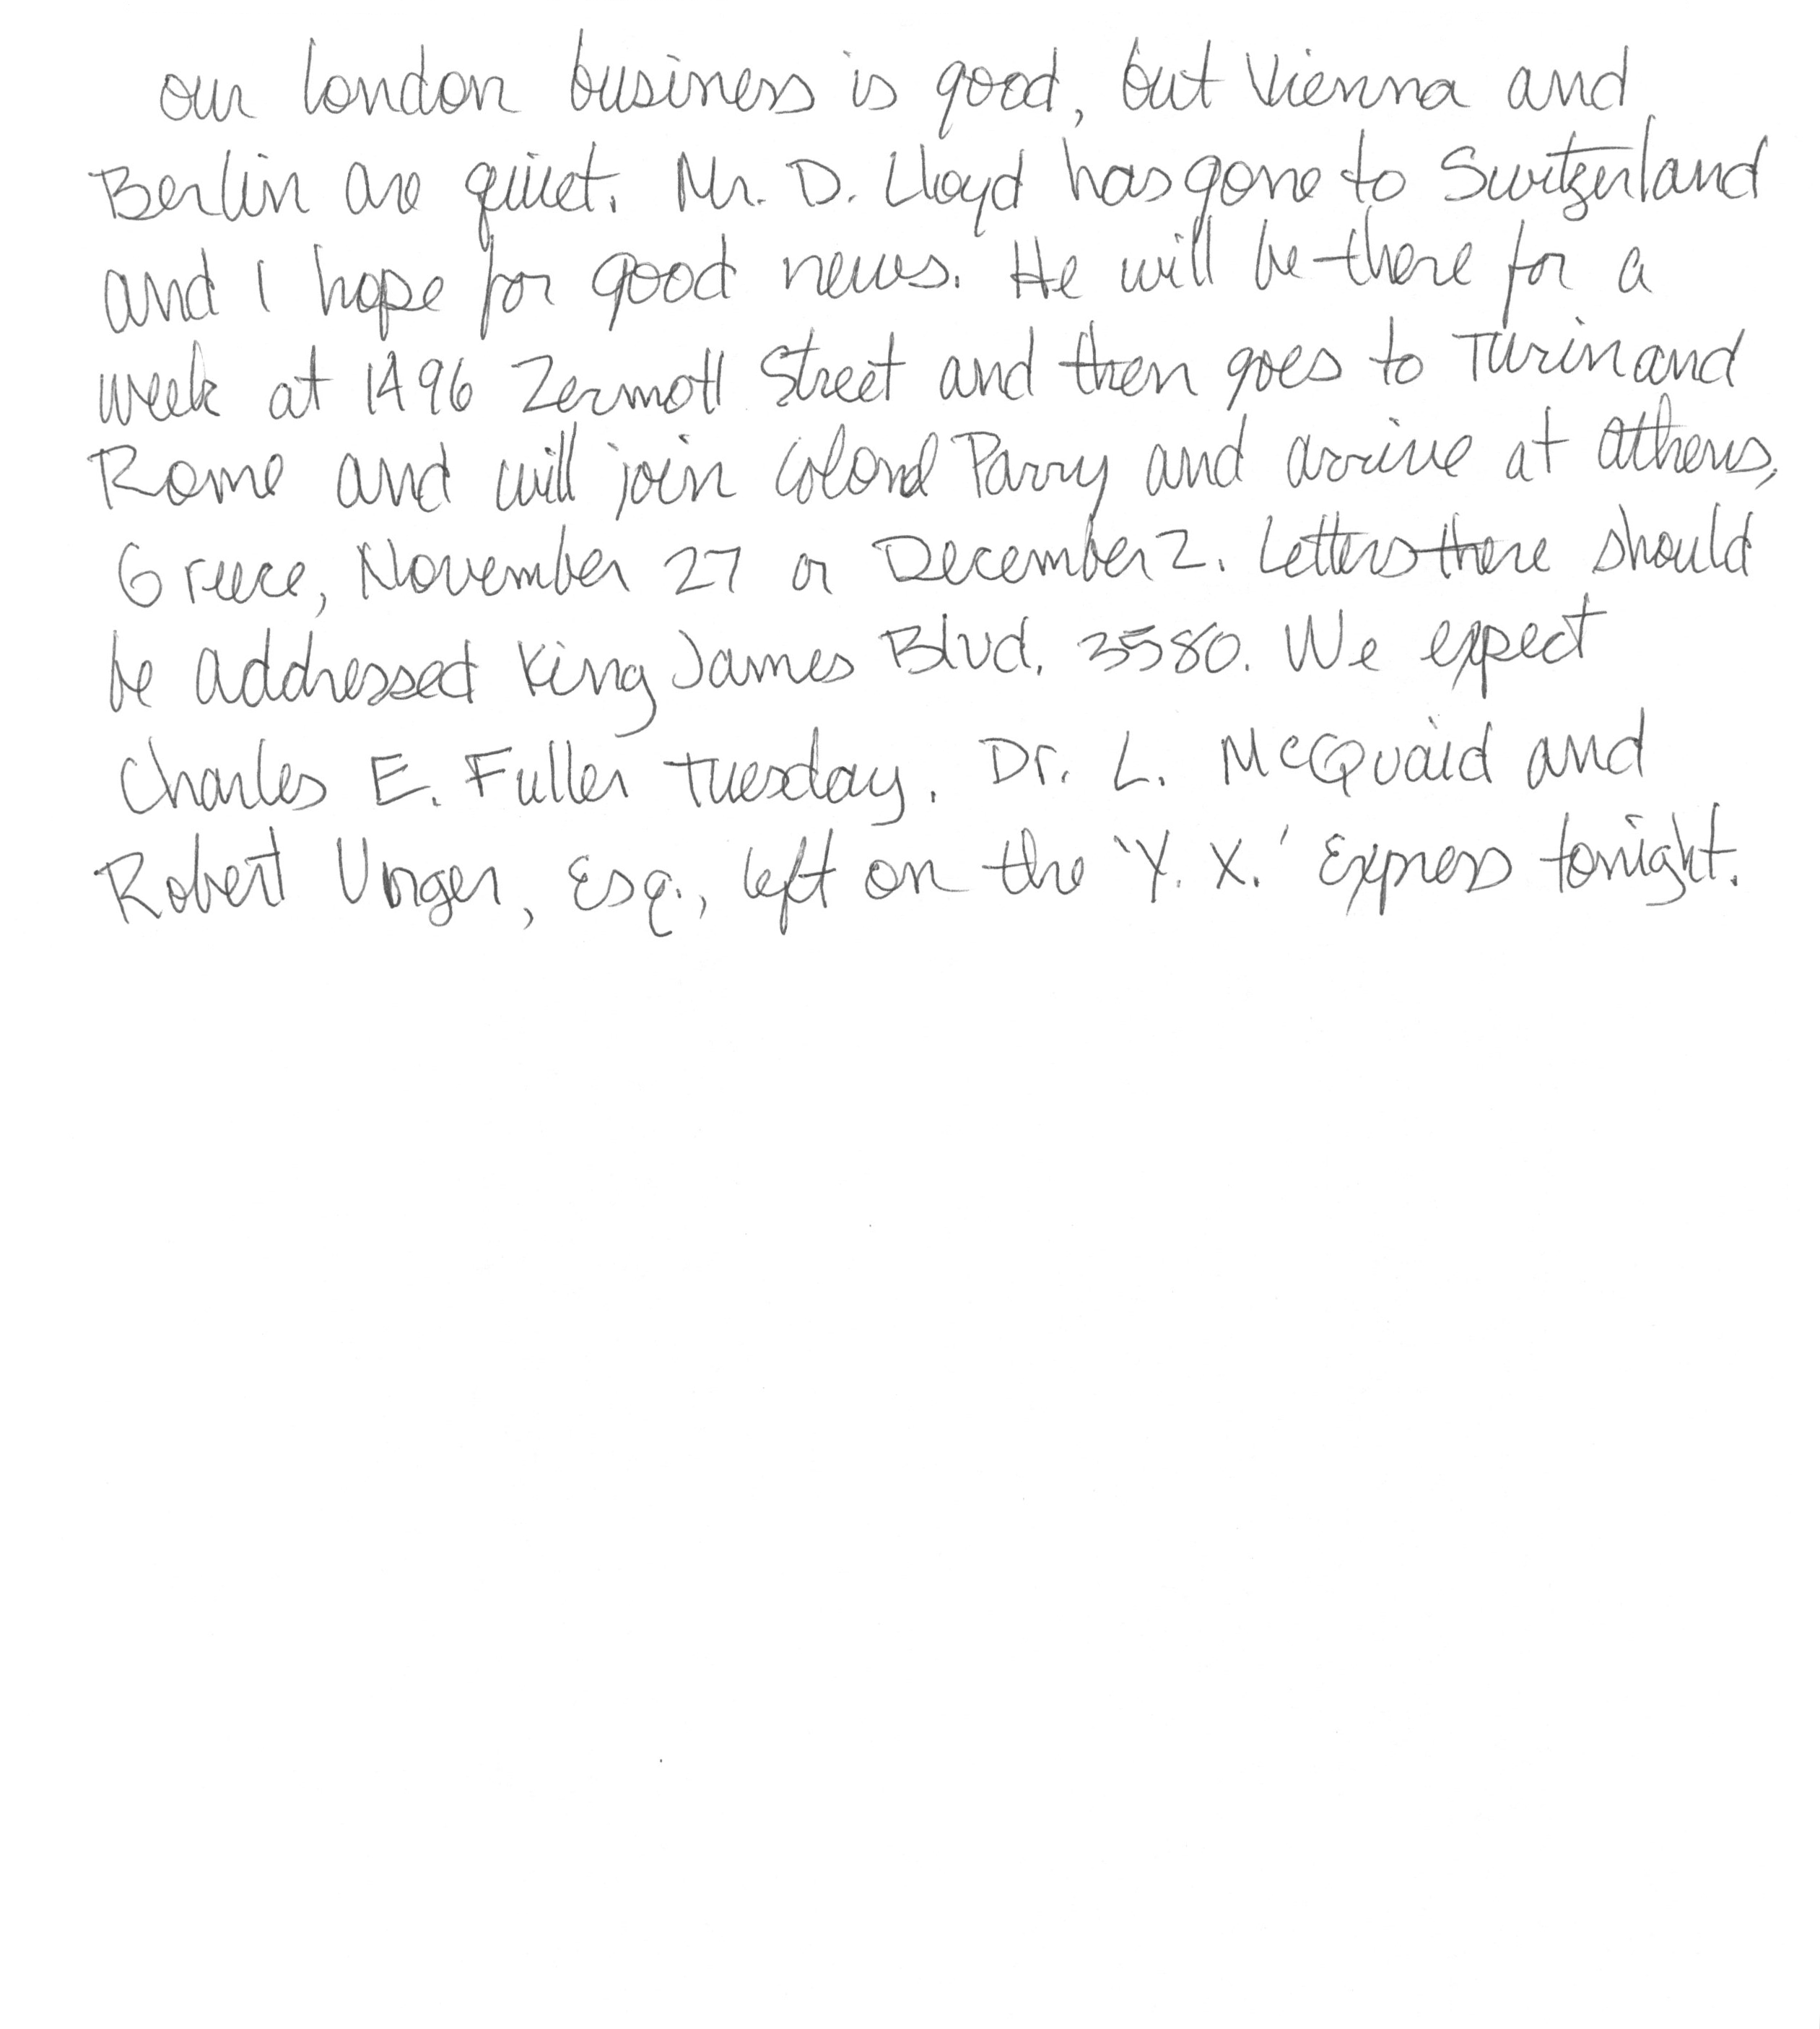 our london business is good, but Vienna and
Berlin are quiet. Mr. D. Lloyd has gone to Switzerland
and I hope for good news. He will be there for a
week at 1496 Zermott Street and then goes to Turin and
Rome and will join Colonel Parry and arrive at Athens,
Greece, November 27 or December 2. Letters there should
be addressed King James Blvd. 3580. We expect
Charles E. Fuller Tuesday. Dr. L. McQuaid and
Robert Unger, Esq., left on the 'Y. X.' Express tonight.